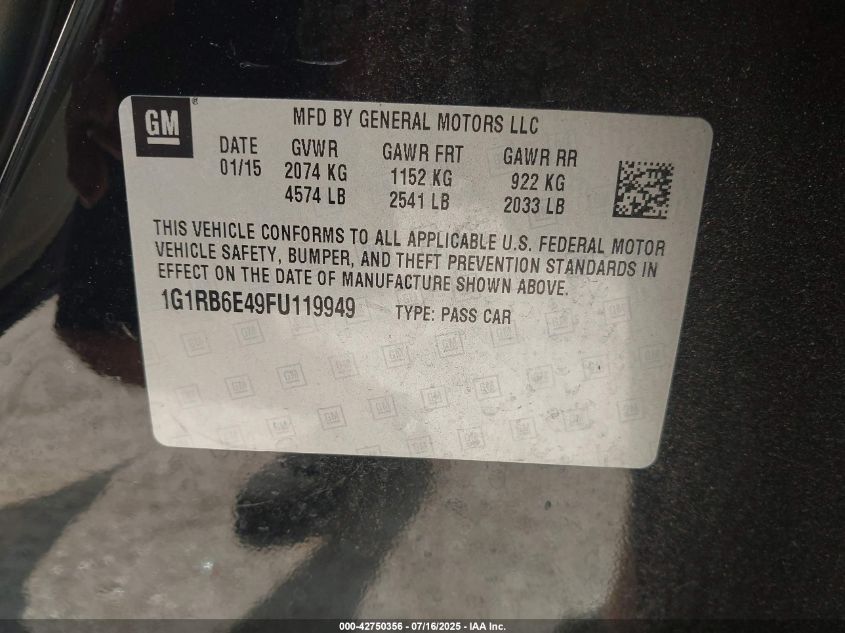 GM®
MFD BY GENERAL MOTORS LLC
DATE GVWR GAWR FRT GAWR RR
01/15 2074 KG 1152 KG 922 KG
4574 LB 2541 LB 2033 LB
THIS VEHICLE CONFORMS TO ALL APPLICABLE U.S. FEDERAL MOTOR
VEHICLE SAFETY, BUMPER, AND THEFT PREVENTION STANDARDS IN
EFFECT ON THE DATE OF MANUFACTURE SHOWN ABOVE.
1G1RB6E49FU119949 TYPE: PASS CAR
000-42750356 - 07/16/2025 - IAA Inc.